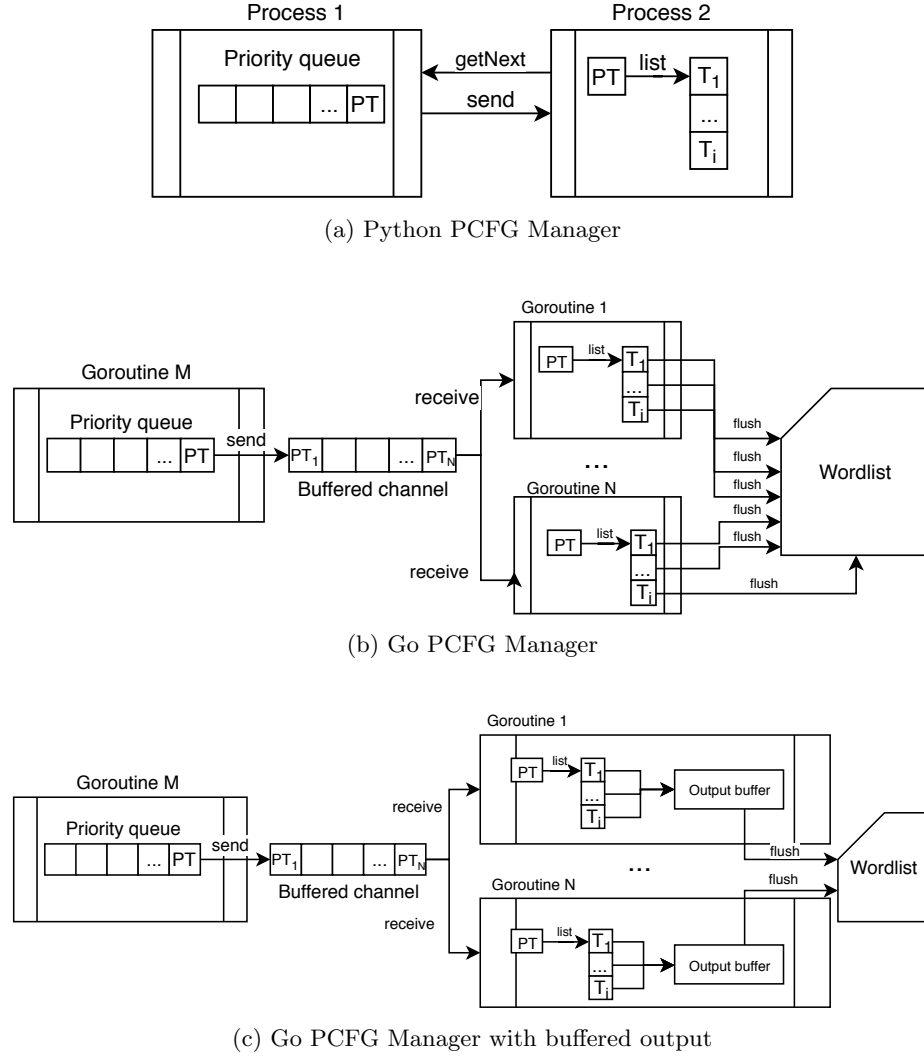 Process 1
Process 2
Priority queue
... PT
getNext
send
PT
list
T1
...
Ti
(a) Python PCFG Manager
Goroutine M
Priority queue
... PT
send
PT1 ... PTN
Buffered channel
receive
receive
Goroutine 1
PT
list
T1
...
Ti
...
Goroutine N
PT
list
T1
...
Ti
flush
flush
flush
flush
flush
flush
Wordlist
(b) Go PCFG Manager
Goroutine M
Priority queue
... PT
send
PT1 ... PTN
Buffered channel
receive
receive
Goroutine 1
PT
list
T1
...
Ti
Output buffer
flush
...
Goroutine N
PT
list
T1
...
Ti
Output buffer
flush
Wordlist
(c) Go PCFG Manager with buffered output